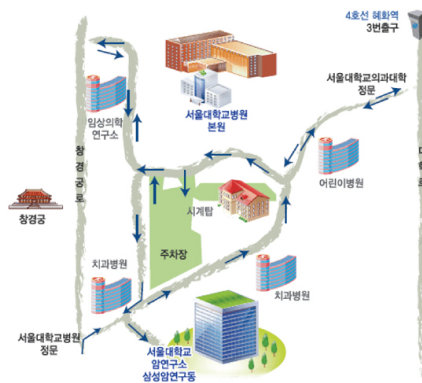 4호선 혜화역
3번출구
서울대학교의과대학
정문
서울대학교병원
본원
임상의학
연구소
창경궁로
어린이병원
창경궁
시계탑
주차장
치과병원
치과병원
서울대학교병원
정문
서울대학교
암연구소
삼성암연구동